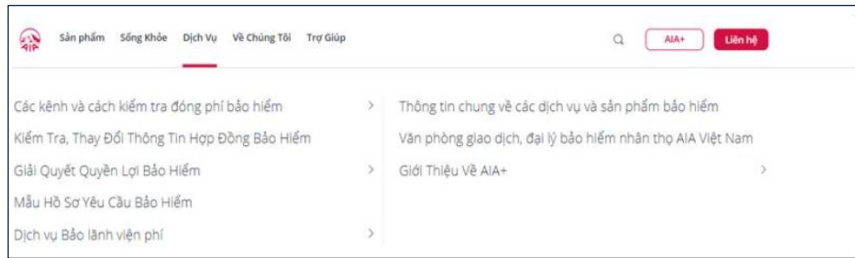 AIA
Sản phẩm Sống Khỏe Dịch Vụ Về Chúng Tôi Trợ Giúp AIA+ Liên hệ
Các kênh và cách kiểm tra đóng phí bảo hiểm
Kiểm Tra, Thay Đổi Thông Tin Hợp Đồng Bảo Hiểm
Giải Quyết Quyền Lợi Bảo Hiểm
Mẫu Hồ Sơ Yêu Cầu Bảo Hiểm
Dịch vụ Bảo lãnh viện phí
Thông tin chung về các dịch vụ và sản phẩm bảo hiểm
Văn phòng giao dịch, đại lý bảo hiểm nhân thọ AIA Việt Nam
Giới Thiệu Về AIA+